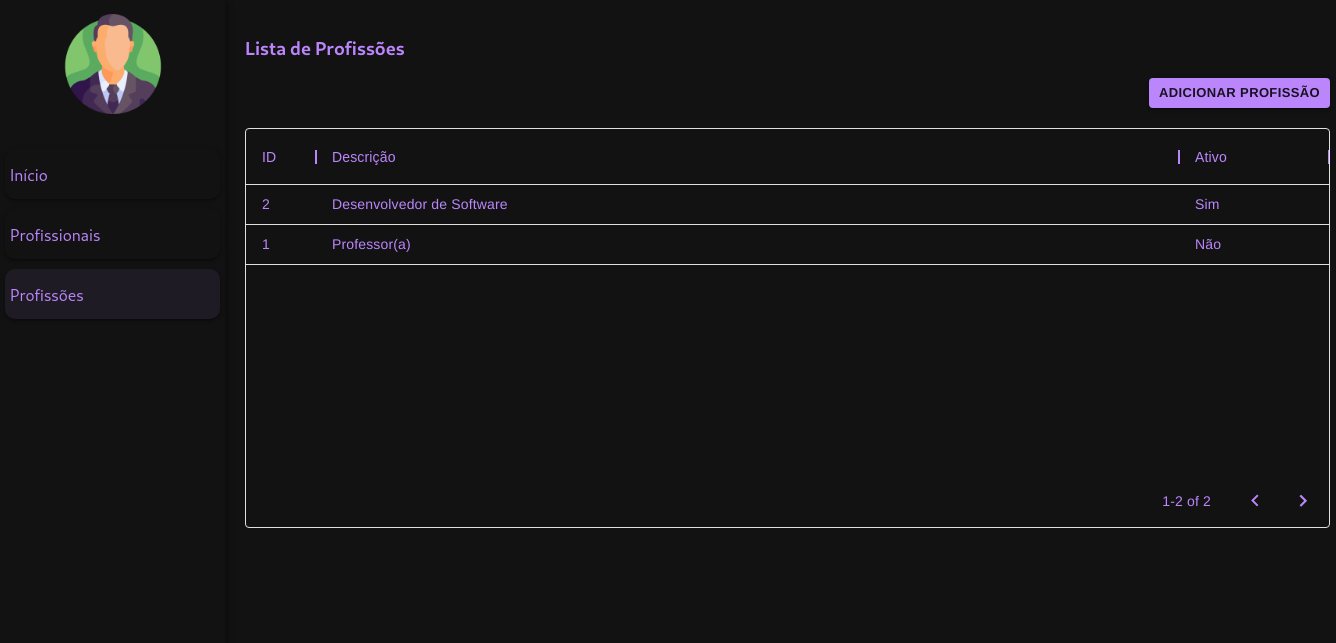 Lista de Profissões
ADICIONAR PROFISSÃO
Início
Profissionais
Profissões
ID Descrição Ativo
2 Desenvolvedor de Software Sim
1 Professor(a) Não
1-2 of 2